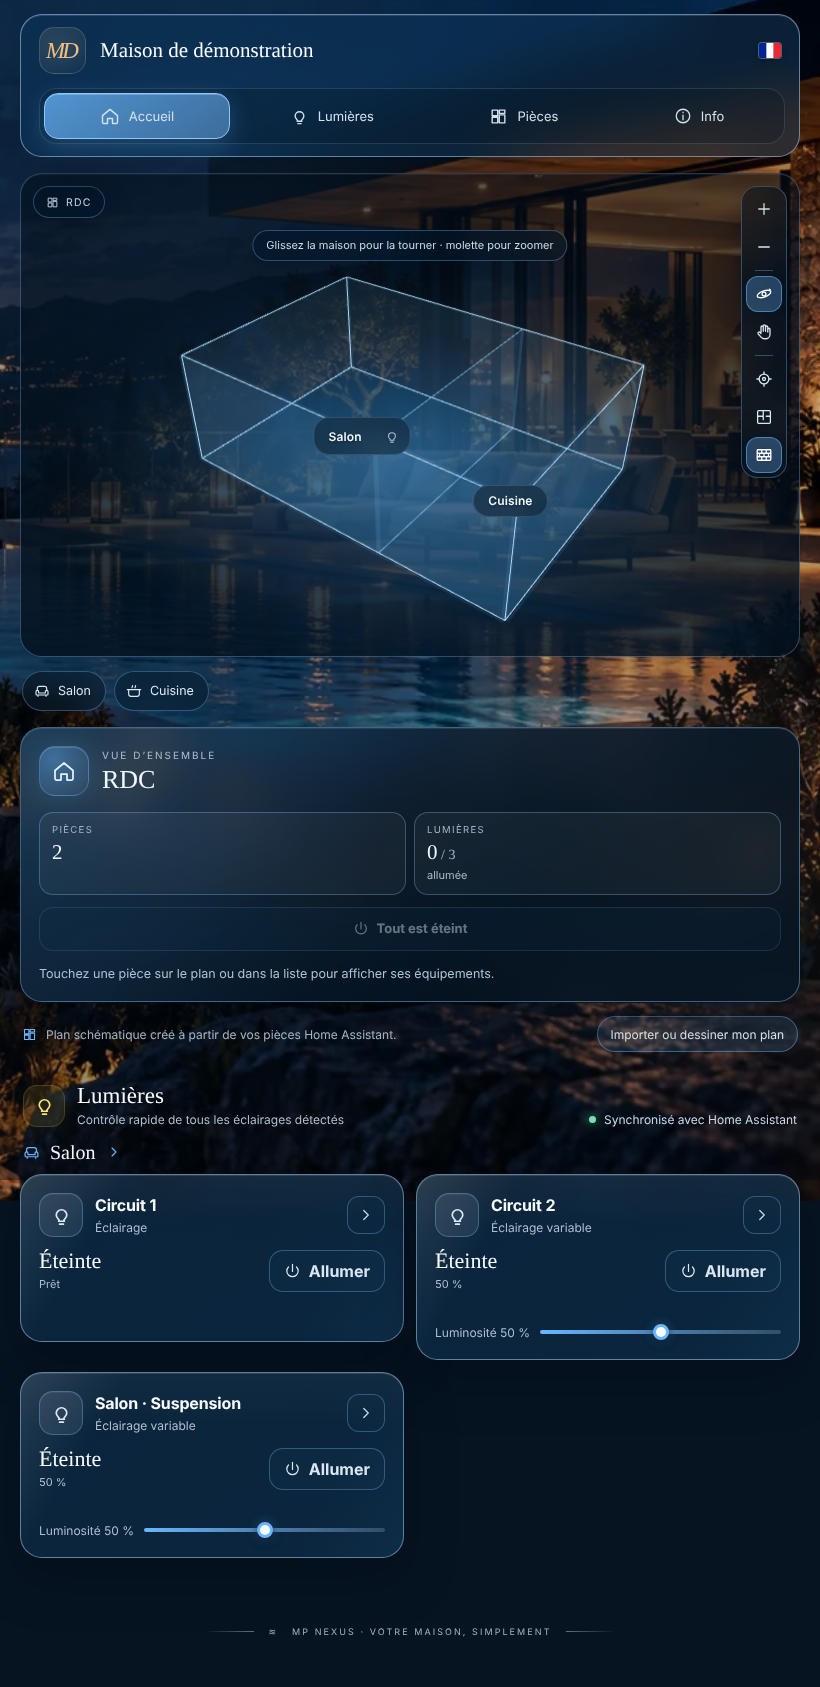 MD Maison de démonstration
Accueil Lumières Pièces Info
RDC
Glissez la maison pour la tourner · molette pour zoomer
Salon
Cuisine
Salon Cuisine
VUE D'ENSEMBLE
RDC
PIÈCES
2
LUMIÈRES
0 / 3
allumée
Tout est éteint
Touchez une pièce sur le plan ou dans la liste pour afficher ses équipements.
Plan schématique créé à partir de vos pièces Home Assistant.
Importer ou dessiner mon plan
Lumières
Contrôle rapide de tous les éclairages détectés
Synchronisé avec Home Assistant
Salon
Circuit 1
Éclairage
Éteinte
Prêt
Allumer
Circuit 2
Éclairage variable
Éteinte
50 %
Allumer
Luminosité 50 %
Salon · Suspension
Éclairage variable
Éteinte
50 %
Allumer
Luminosité 50 %
≋ MP NEXUS · VOTRE MAISON, SIMPLEMENT